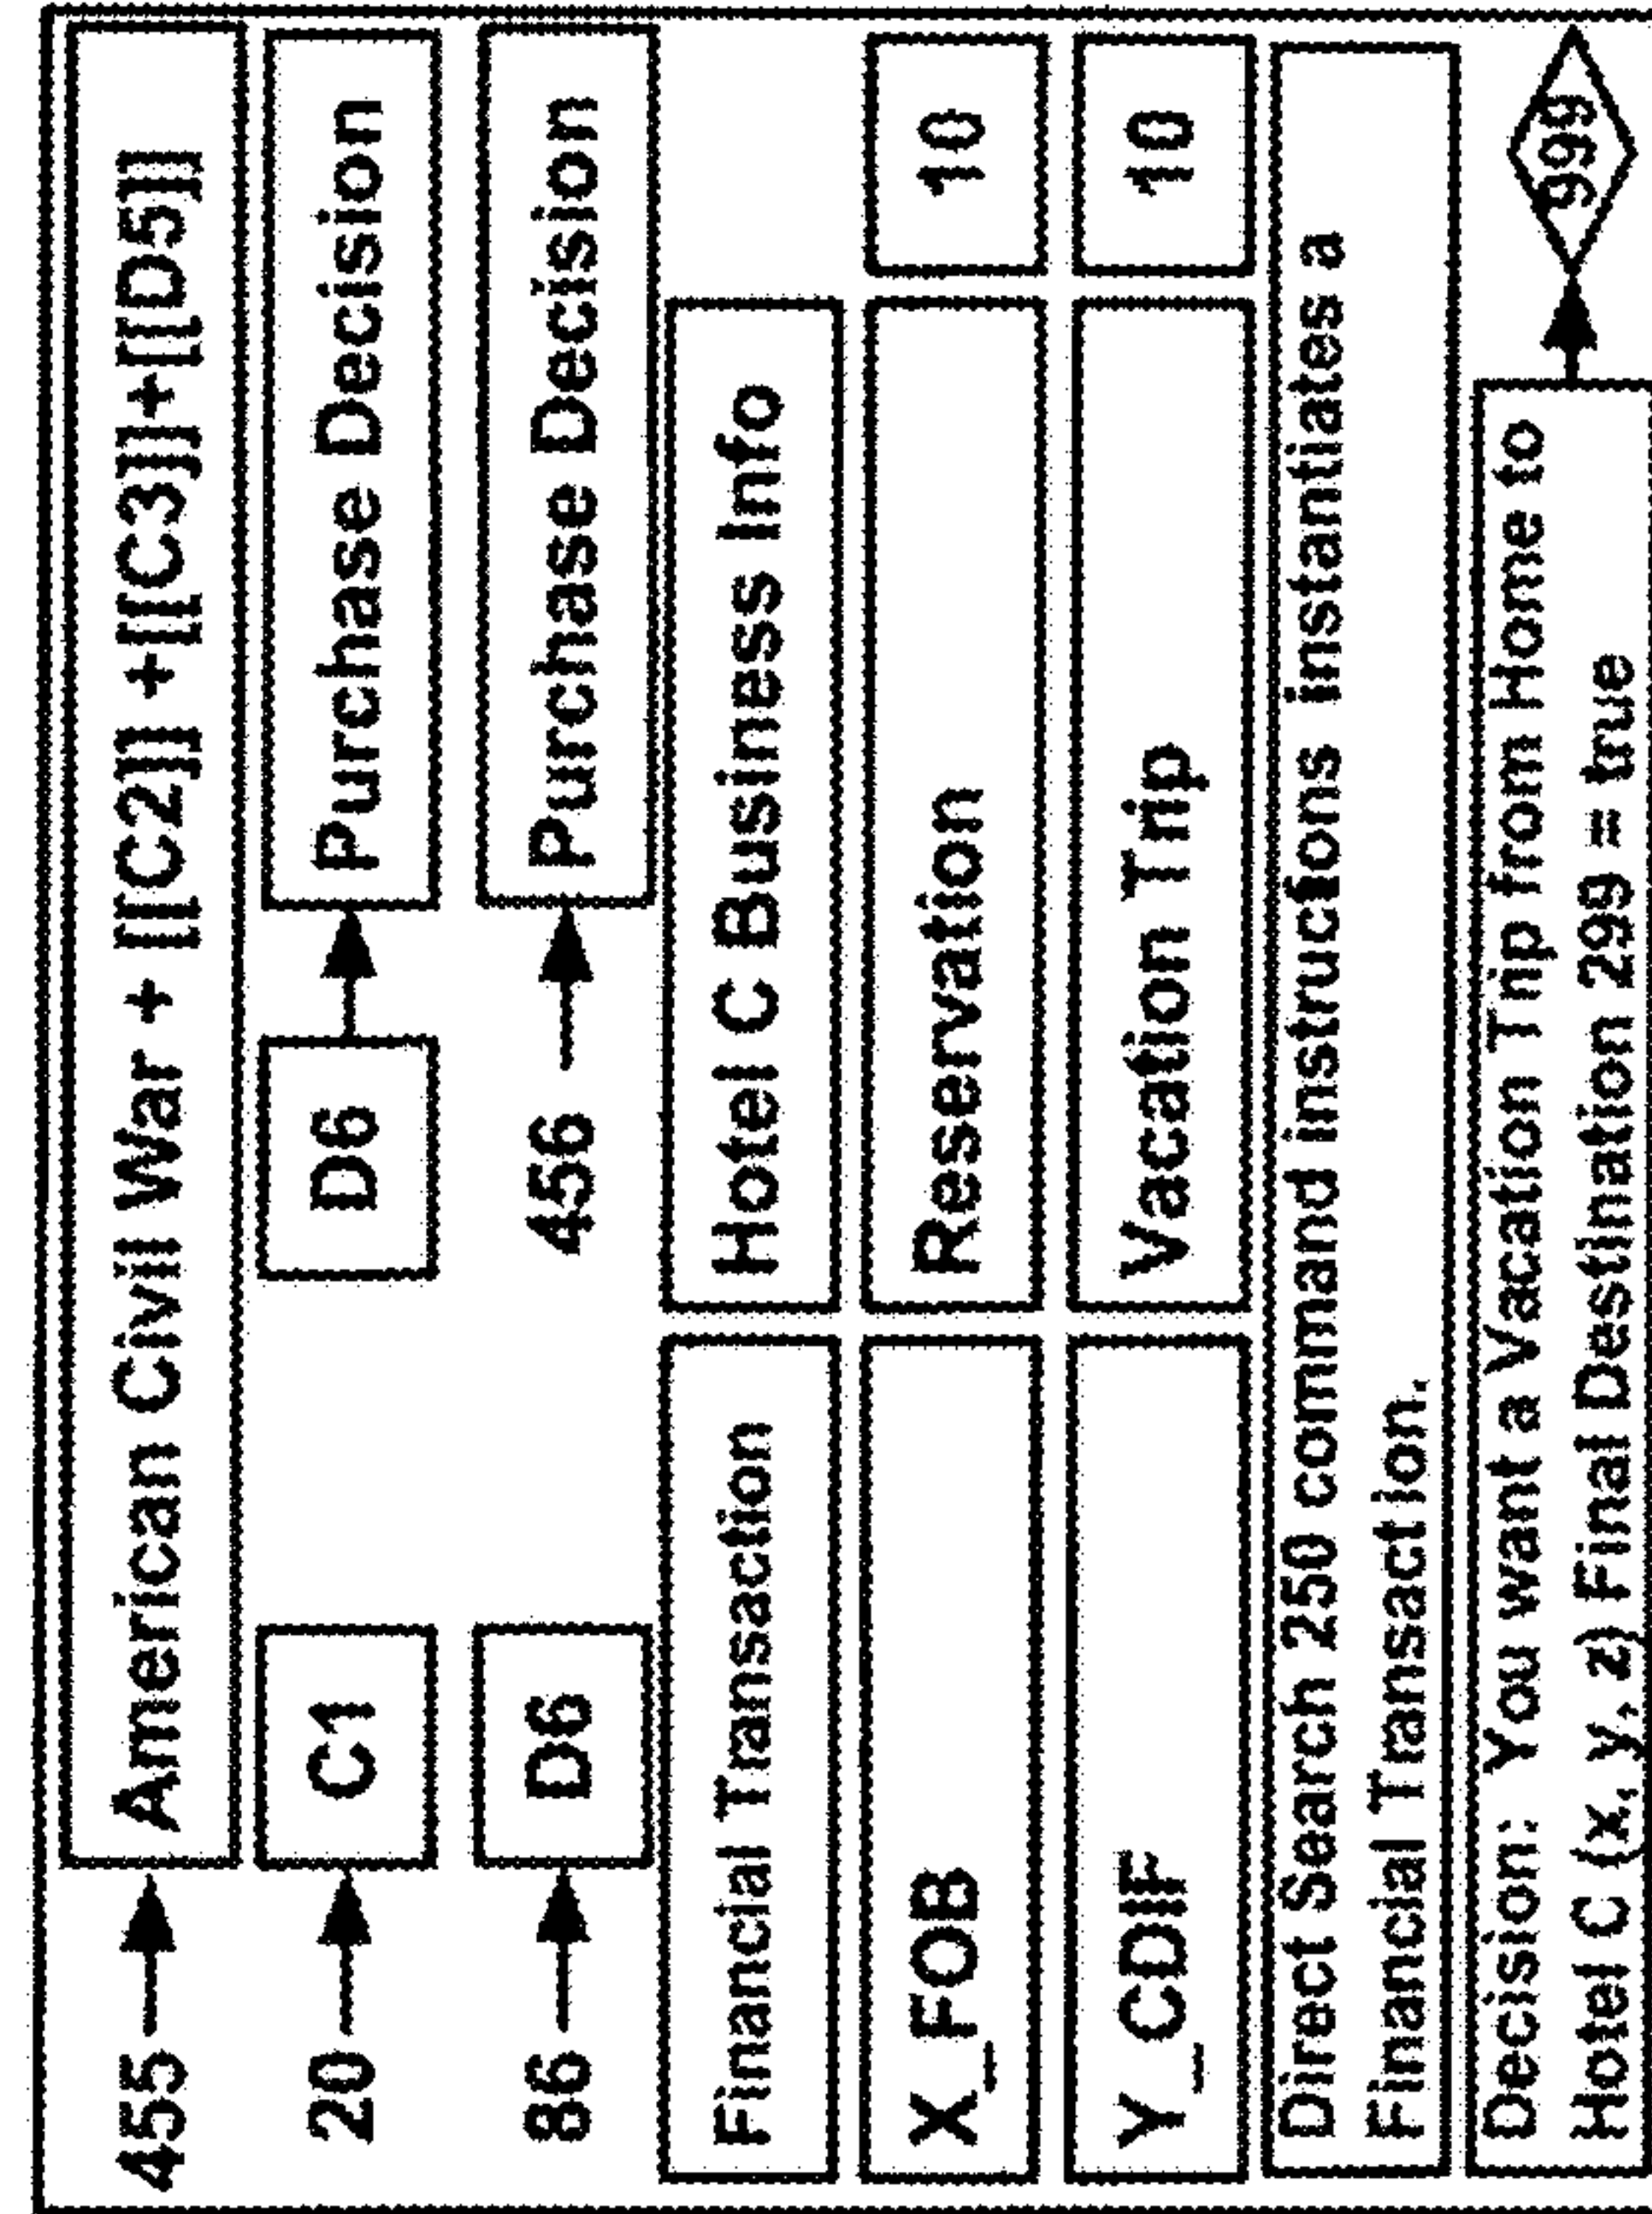 455 American Civil War + [[C2]] +[[C3]]+[[D5]]
20 C1 D6 Purchase Decision
86 D6 456 Purchase Decision
Financial Transaction Hotel C Business Info
X_FOB Reservation 10
Y_CDIF Vacation Trip 10
Direct Search 250 command instructions instantiates a
Financial Transaction.
Decision: You want a Vacation Trip from Home to
Hotel C (x, y, z) Final Destination 299 = true
999